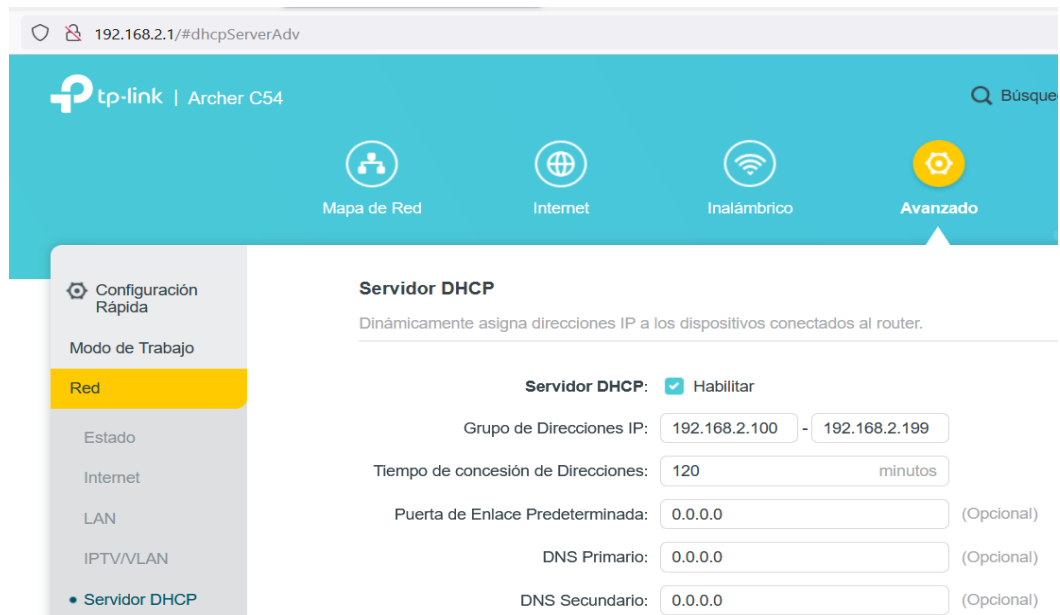 192.168.2.1/#dhcpServerAdv
tp-link | Archer C54
Mapa de Red
Internet
Inalámbrico
Avanzado
Configuración
Rápida
Modo de Trabajo
Red
Estado
Internet
LAN
IPTV/VLAN
Servidor DHCP
Servidor DHCP
Dinámicamente asigna direcciones IP a los dispositivos conectados al router.
Servidor DHCP: Habilitar
Grupo de Direcciones IP: 192.168.2.100 - 192.168.2.199
Tiempo de concesión de Direcciones: 120 minutos
Puerta de Enlace Predeterminada: 0.0.0.0 (Opcional)
DNS Primario: 0.0.0.0 (Opcional)
DNS Secundario: 0.0.0.0 (Opcional)